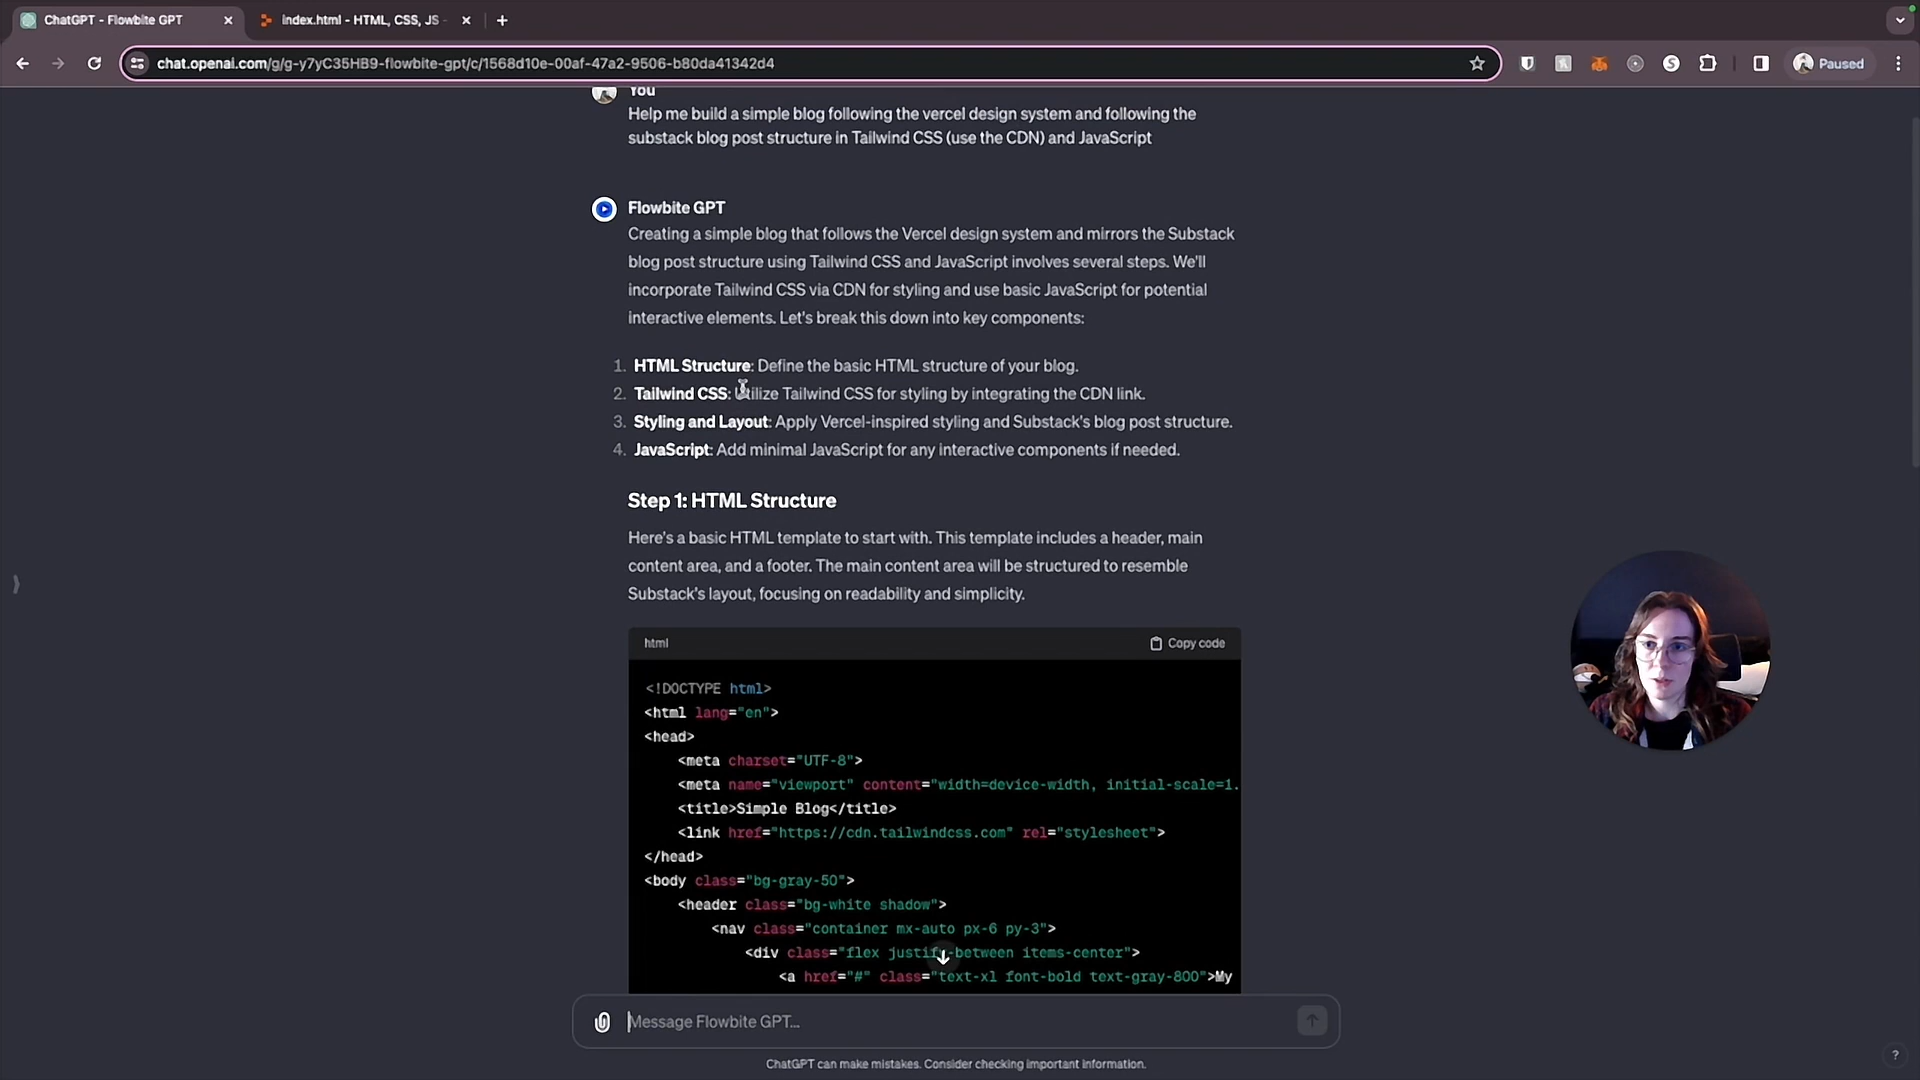 ChatGPT - Flowbite GPT
index.html - HTML, CSS, JS -
chat.openai.com/g/g-y7yC35HB9-flowbite-gpt/c/1568d10e-00af-47a2-9506-b80da41342d4
Paused
You
Help me build a simple blog following the vercel design system and following the
substack blog post structure in Tailwind CSS (use the CDN) and JavaScript
Flowbite GPT
Creating a simple blog that follows the Vercel design system and mirrors the Substack
blog post structure using Tailwind CSS and JavaScript involves several steps. We'll
incorporate Tailwind CSS via CDN for styling and use basic JavaScript for potential
interactive elements. Let's break this down into key components:
1. HTML Structure: Define the basic HTML structure of your blog.
2. Tailwind CSS: Utilize Tailwind CSS for styling by integrating the CDN link.
3. Styling and Layout: Apply Vercel-inspired styling and Substack's blog post structure.
4. JavaScript: Add minimal JavaScript for any interactive components if needed.
Step 1: HTML Structure
Here's a basic HTML template to start with. This template includes a header, main
content area, and a footer. The main content area will be structured to resemble
Substack's layout, focusing on readability and simplicity.
html
Copy code
<!DOCTYPE html>
<html lang="en">
<head>
<meta charset="UTF-8">
<meta name="viewport" content="width=device-width, initial-scale=1.
<title>Simple Blog</title>
<link href="https://cdn.tailwindcss.com" rel="stylesheet">
</head>
<body class="bg-gray-50">
<header class="bg-white shadow">
<nav class="container mx-auto px-6 py-3">
<div class="flex justify-between items-center">
<a href="#" class="text-xl font-bold text-gray-800">My
Message Flowbite GPT...
ChatGPT can make mistakes. Consider checking important information.
?